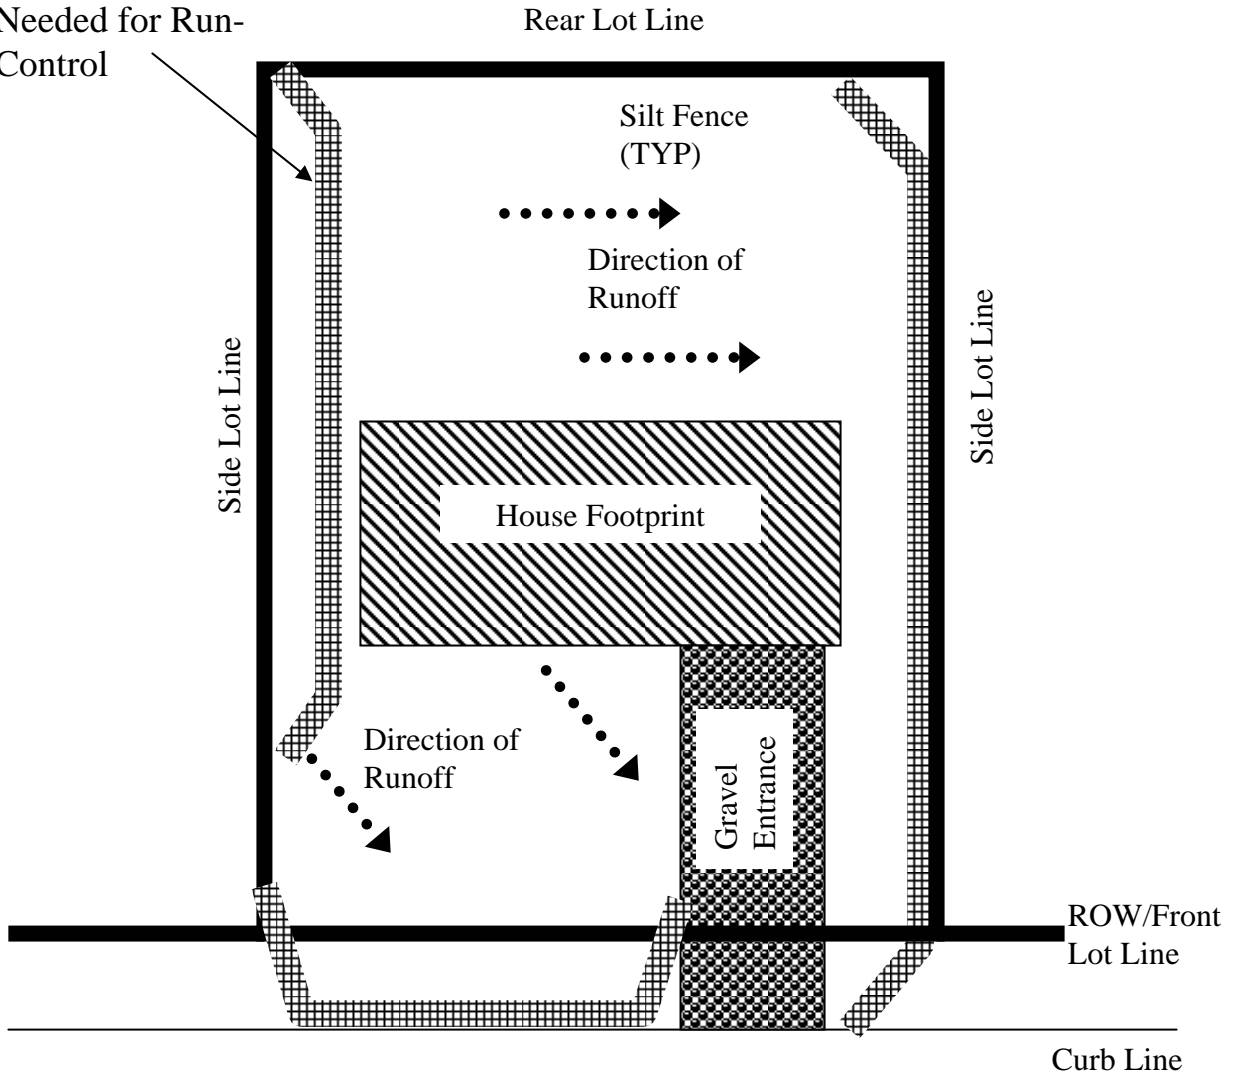 Needed for Run-
Control
Rear Lot Line
Silt Fence
(TYP)
Direction of
Runoff
Side Lot Line
Side Lot Line
House Footprint
Direction of
Runoff
Gravel
Entrance
ROW/Front
Lot Line
Curb Line